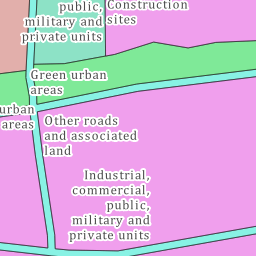 public,
military and
private units
Construction
sites
Green urban
areas
urban
areas
Other roads
and associated
land
Industrial,
commercial,
public,
military and
private units